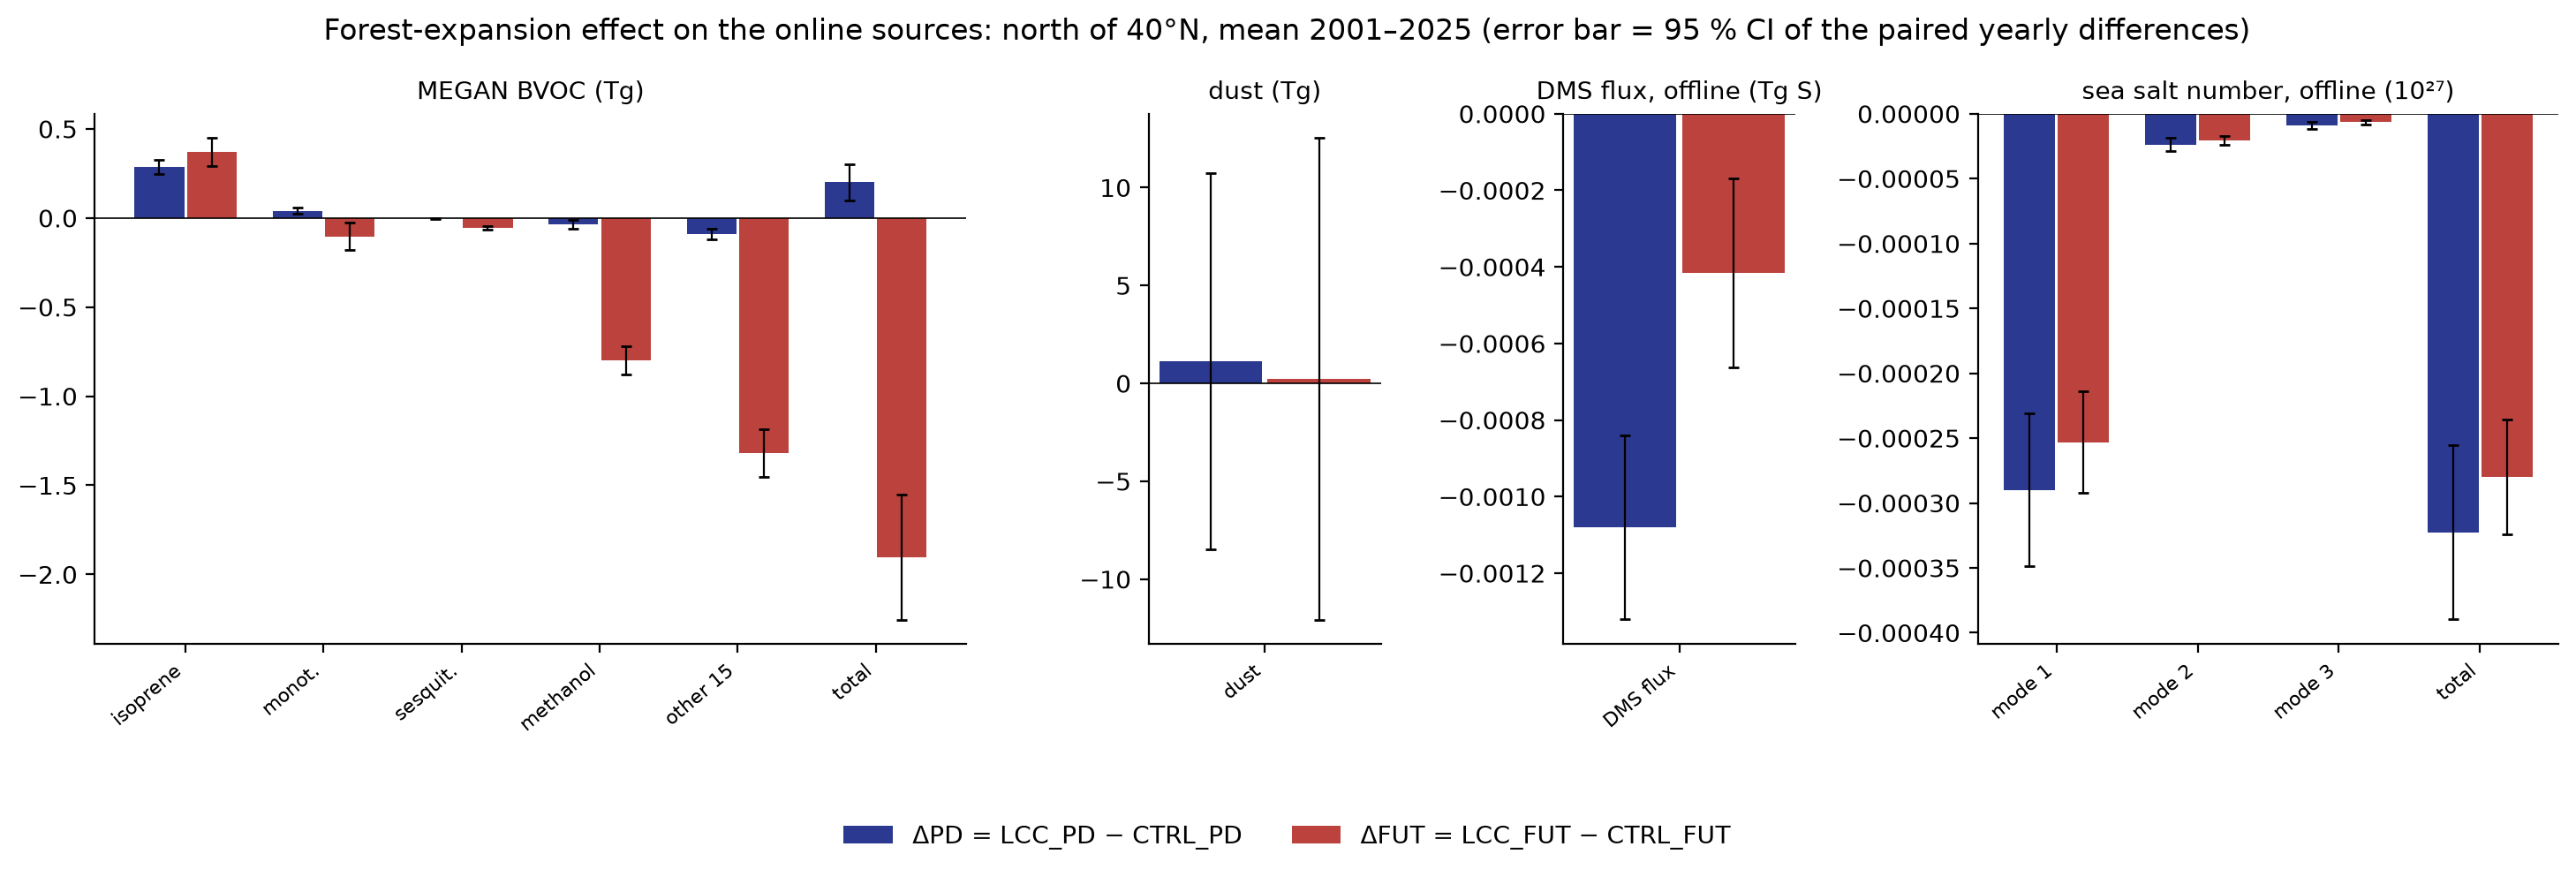 Forest-expansion effect on the online sources: north of 40°N, mean 2001–2025 (error bar = 95 % CI of the paired yearly differences)
MEGAN BVOC (Tg)
0.5
0.0
−0.5
−1.0
−1.5
−2.0
isoprene
monot.
sesquit.
methanol
other 15
total
dust (Tg)
10
5
0
−5
−10
dust
DMS flux, offline (Tg S)
0.0000
−0.0002
−0.0004
−0.0006
−0.0008
−0.0010
−0.0012
DMS flux
sea salt number, offline (10²⁷)
0.00000
−0.00005
−0.00010
−0.00015
−0.00020
−0.00025
−0.00030
−0.00035
−0.00040
mode 1
mode 2
mode 3
total
ΔPD = LCC_PD − CTRL_PD
ΔFUT = LCC_FUT − CTRL_FUT